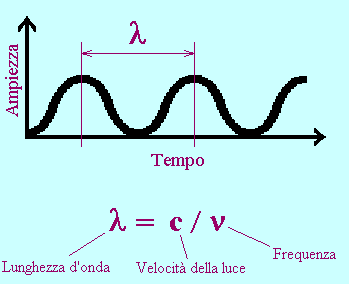 λ
Ampiezza
Tempo
λ = c / ν
Frequenza
Lunghezza d'onda
Velocità della luce